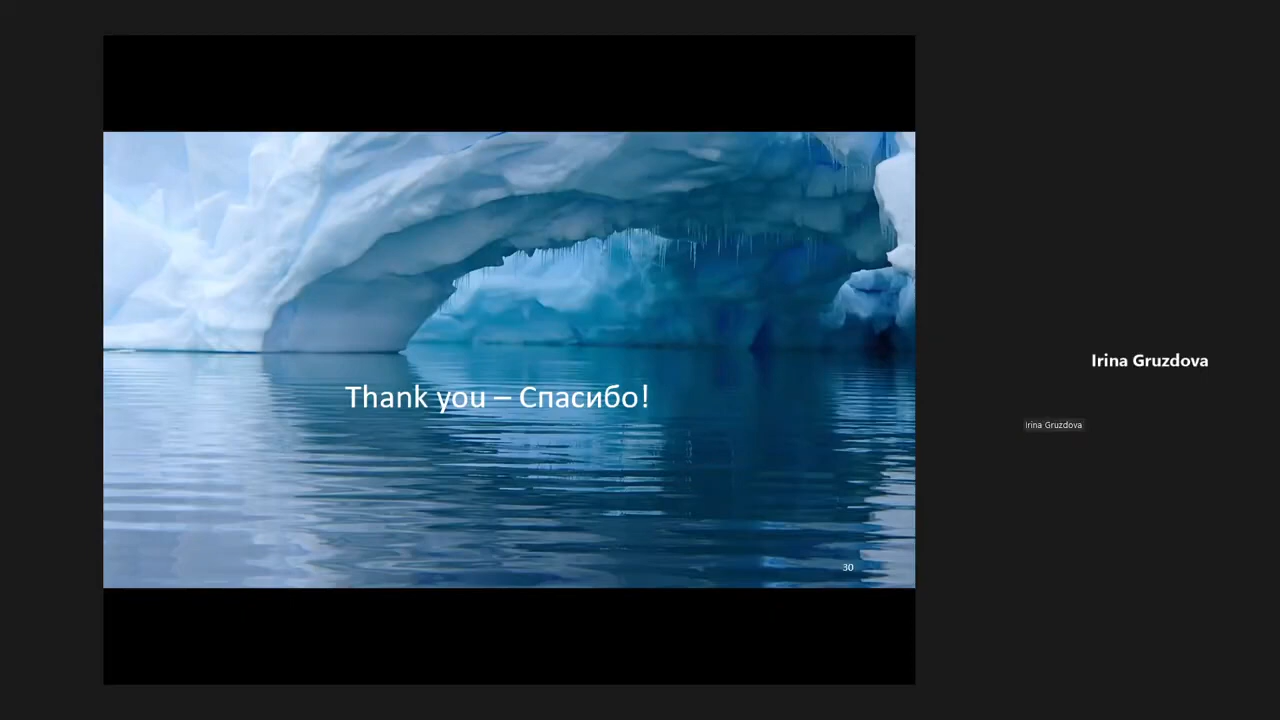 Thank you – Спасибо!
30
Irina Gruzdova
Irina Gruzdova